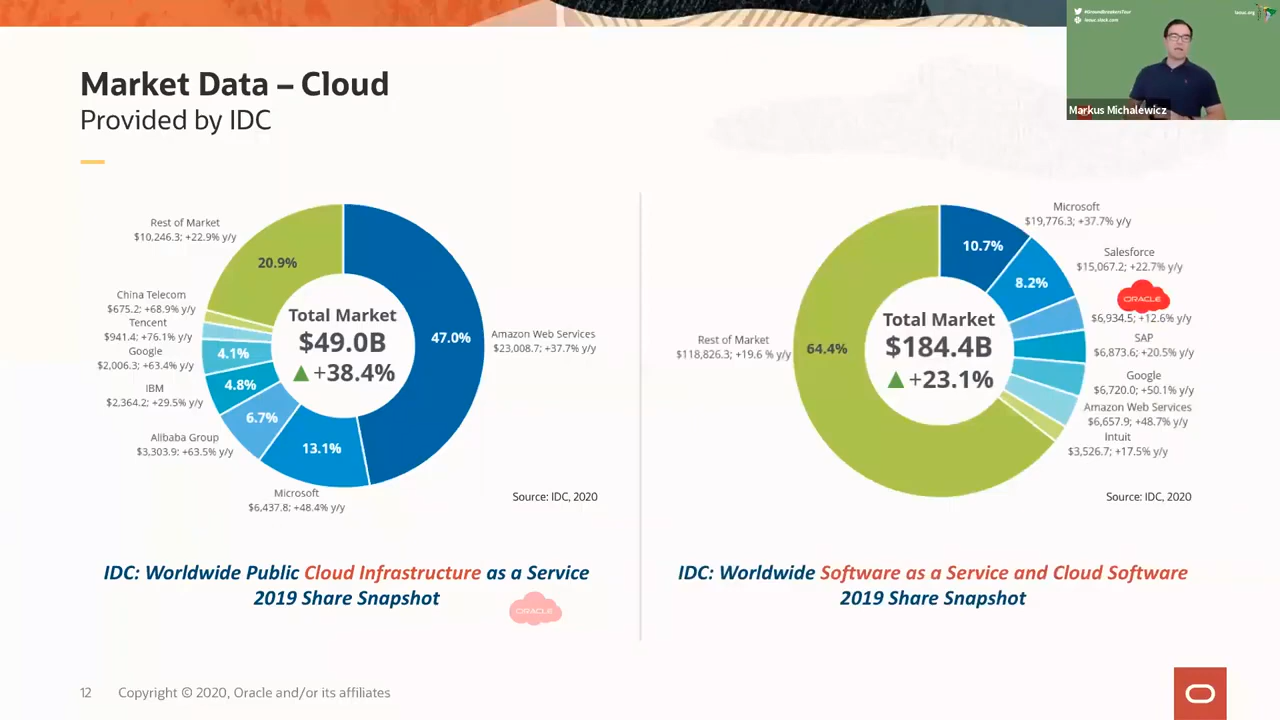 Market Data – Cloud
Provided by IDC
#GroundbreakersTour
laouc.slack.com
laouc.org
Markus Michalewicz
Rest of Market
$10,246.3; +22.9% y/y
China Telecom
$675.2; +68.9% y/y
Tencent
$941.4; +76.1% y/y
Google
$2,006.3; +63.4% y/y
IBM
$2,364.2; +29.5% y/y
Alibaba Group
$3,303.9; +63.5% y/y
Microsoft
$6,437.8; +48.4% y/y
Amazon Web Services
$23,008.7; +37.7% y/y
20.9%
4.1%
4.8%
6.7%
13.1%
47.0%
Total Market
$49.0B
▲+38.4%
Source: IDC, 2020
IDC: Worldwide Public Cloud Infrastructure as a Service
2019 Share Snapshot
ORACLE
Microsoft
$19,776.3; +37.7% y/y
Salesforce
$15,067.2; +22.7% y/y
ORACLE
$6,934.5; +12.6% y/y
SAP
$6,873.6; +20.5% y/y
Google
$6,720.0; +50.1% y/y
Amazon Web Services
$6,657.9; +48.7% y/y
Intuit
$3,526.7; +17.5% y/y
Rest of Market
$118,826.3; +19.6 % y/y
10.7%
8.2%
64.4%
Total Market
$184.4B
▲+23.1%
Source: IDC, 2020
IDC: Worldwide Software as a Service and Cloud Software
2019 Share Snapshot
12 Copyright © 2020, Oracle and/or its affiliates